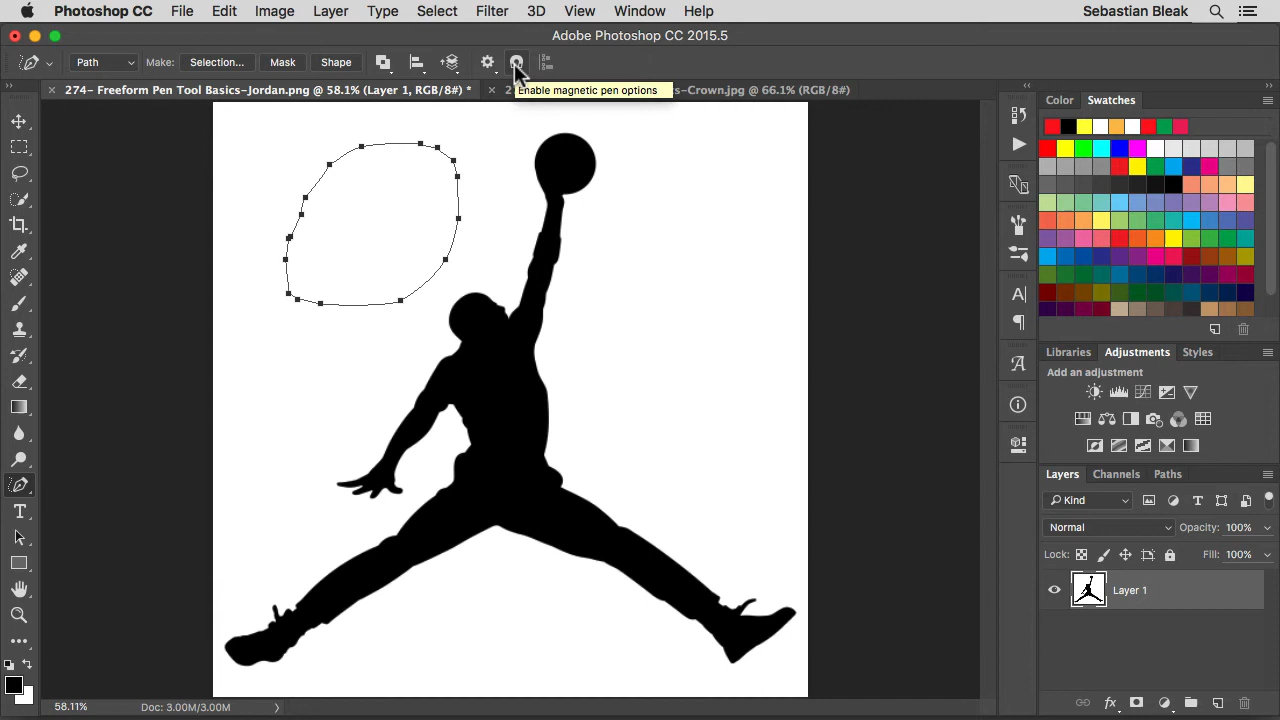 Photoshop CC File Edit Image Layer Type Select Filter 3D View Window Help Sebastian Bleak
Adobe Photoshop CC 2015.5
Path Make: Selection... Mask Shape
274- Freeform Pen Tool Basics-Jordan.png @ 58.1% (Layer 1, RGB/8#) * 2 s-Crown.jpg @ 66.1% (RGB/8#)
Enable magnetic pen options
Color Swatches
Libraries Adjustments Styles
Add an adjustment
Layers Channels Paths
Kind
Normal Opacity: 100%
Lock: Fill: 100%
Layer 1
58.11% Doc: 3.00M/3.00M